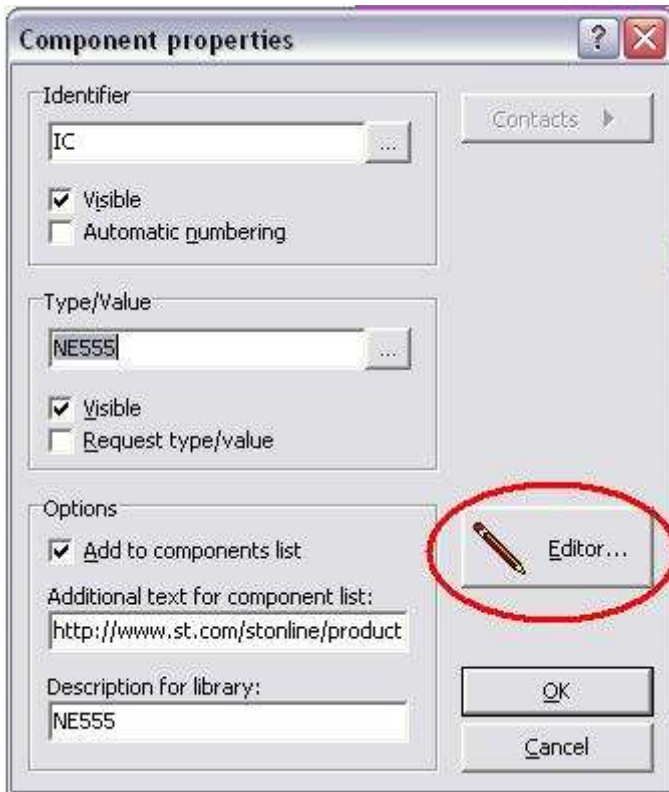 Component properties
?
Identifier
IC
...
Contacts
Visible
Automatic numbering
Type/Value
NE555
...
Visible
Request type/value
Options
Add to components list
Editor...
Additional text for component list:
http://www.st.com/stonline/product
Description for library:
NE555
OK
Cancel